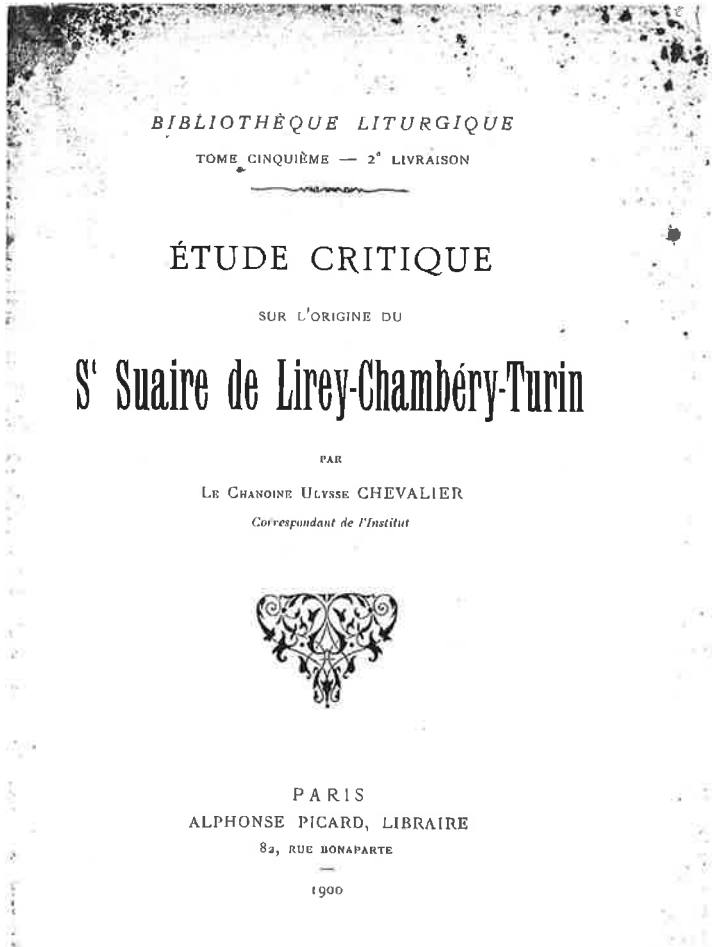 BIBLIOTHÈQUE LITURGIQUE
TOME CINQUIÈME — 2e LIVRAISON
ÉTUDE CRITIQUE
SUR L'ORIGINE DU
St Suaire de Lirey-Chambéry-Turin
PAR
LE CHANOINE ULYSSE CHEVALIER
Correspondant de l'Institut
PARIS
ALPHONSE PICARD, LIBRAIRE
82, RUE BONAPARTE
1900